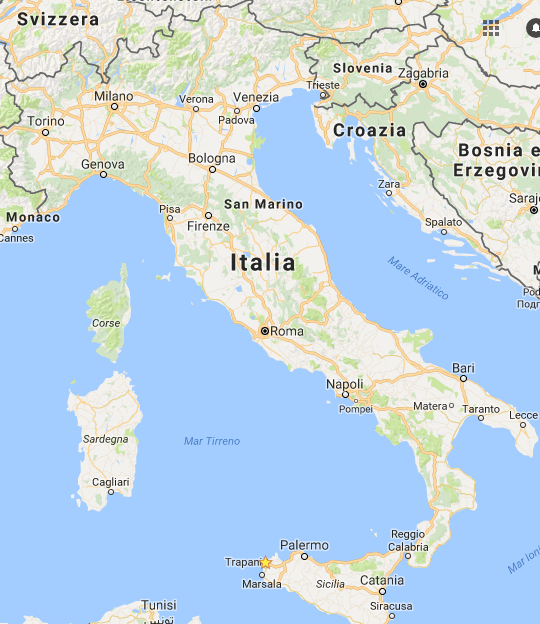 Svizzera
Slovenia
Zagabria
Milano
Verona
Venezia
Trieste
Torino
Padova
Croazia
Bosnia e
Genova
Bologna
Zara
San Marino
Monaco
Pisa
Firenze
Spalato
Cannes
Italia
Mare Adriatico
Corse
Roma
Bari
Napoli
Pompei
Matera
Taranto
Lecce
Sardegna
Mar Tirreno
Cagliari
Reggio
Calabria
Palermo
Trapani
Marsala
Sicilia
Catania
Siracusa
Tunisi
تونس